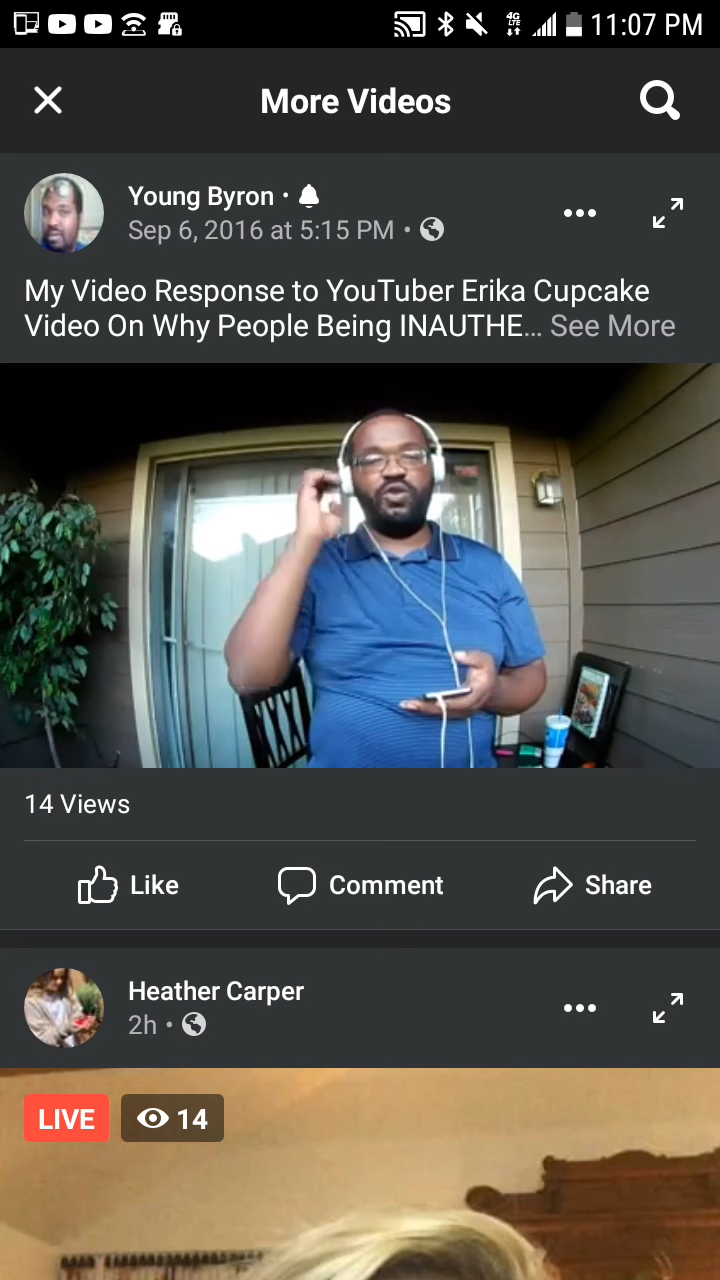 11:07 PM
More Videos
Young Byron ·
Sep 6, 2016 at 5:15 PM ·
My Video Response to YouTuber Erika Cupcake
Video On Why People Being INAUTHE... See More
14 Views
Like Comment Share
Heather Carper
2h ·
LIVE 14